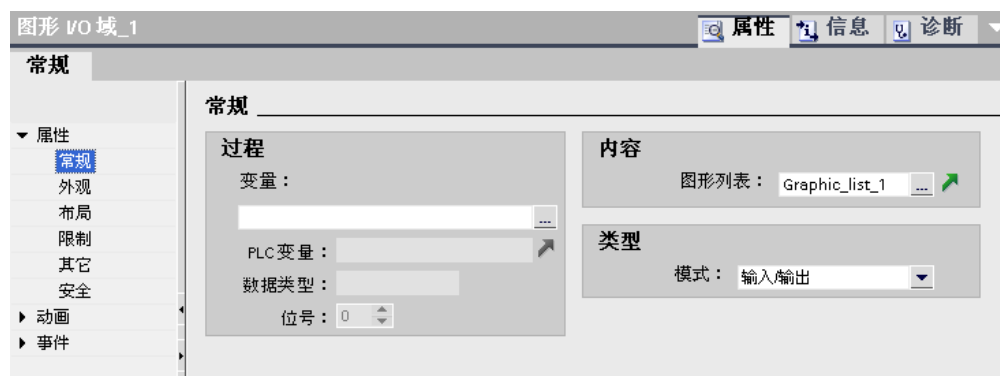 图形 I/O 域_1
属性 信息 诊断
常规
常规
属性
常规
外观
布局
限制
其它
安全
动画
事件
过程
变量：
...
PLC变量：
数据类型：
位号： 0
内容
图形列表： Graphic_list_1 ...
类型
模式： 输入/输出